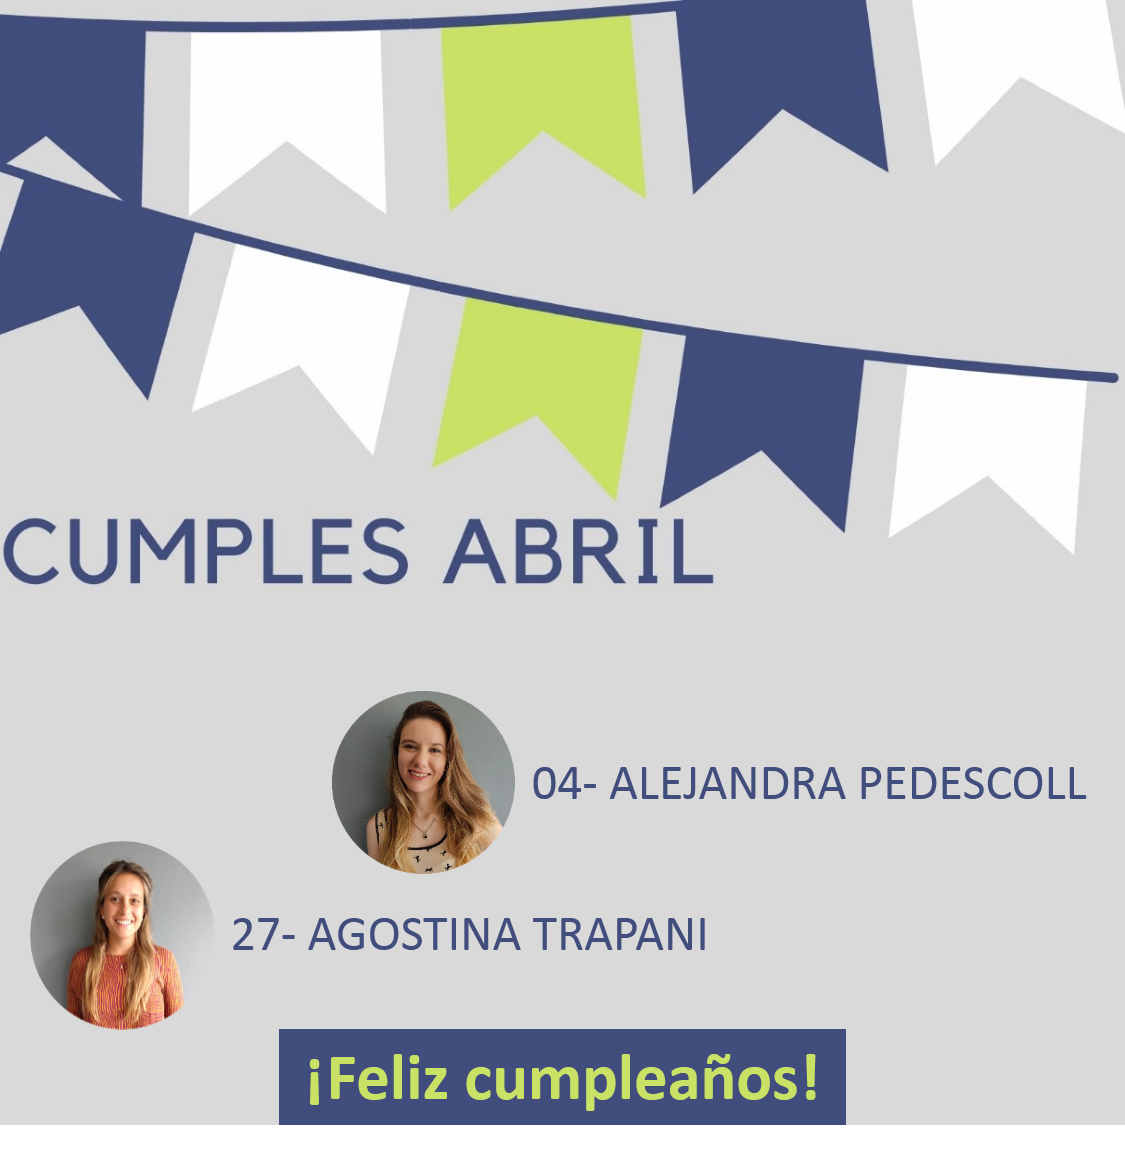 CUMPLES ABRIL
04- ALEJANDRA PEDESCOLL
27- AGOSTINA TRAPANI
¡Feliz cumpleaños!